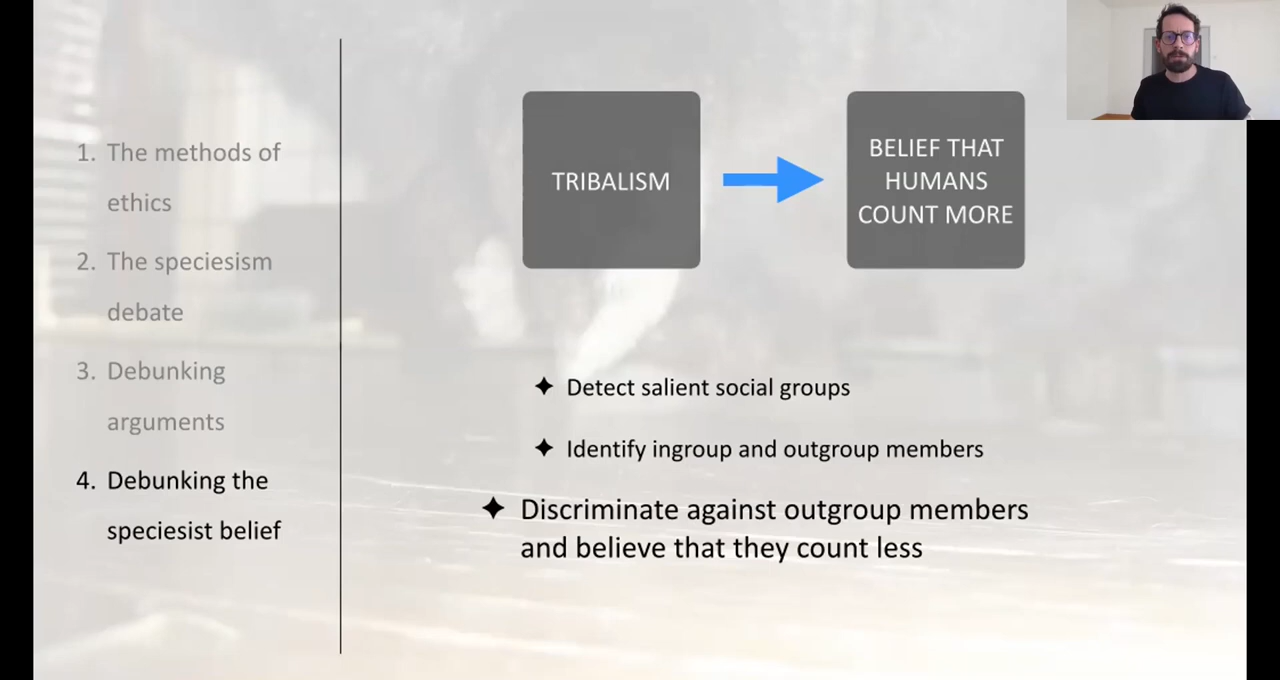 1. The methods of
ethics
2. The speciesism
debate
3. Debunking
arguments
4. Debunking the
speciesist belief
TRIBALISM
BELIEF THAT
HUMANS
COUNT MORE
✦ Detect salient social groups
✦ Identify ingroup and outgroup members
✦ Discriminate against outgroup members
and believe that they count less